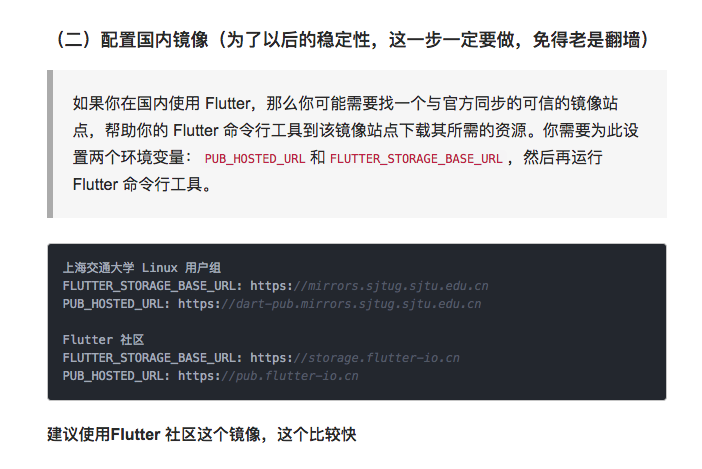 （二）配置国内镜像（为了以后的稳定性，这一步一定要做，免得老是翻墙）
如果你在国内使用 Flutter，那么你可能需要找一个与官方同步的可信的镜像站
点，帮助你的 Flutter 命令行工具到该镜像站点下载其所需的资源。你需要为此设
置两个环境变量： PUB_HOSTED_URL 和 FLUTTER_STORAGE_BASE_URL ，然后再运行
Flutter 命令行工具。
上海交通大学 Linux 用户组
FLUTTER_STORAGE_BASE_URL: https://mirrors.sjtug.sjtu.edu.cn
PUB_HOSTED_URL: https://dart-pub.mirrors.sjtug.sjtu.edu.cn
Flutter 社区
FLUTTER_STORAGE_BASE_URL: https://storage.flutter-io.cn
PUB_HOSTED_URL: https://pub.flutter-io.cn
建议使用Flutter 社区这个镜像，这个比较快